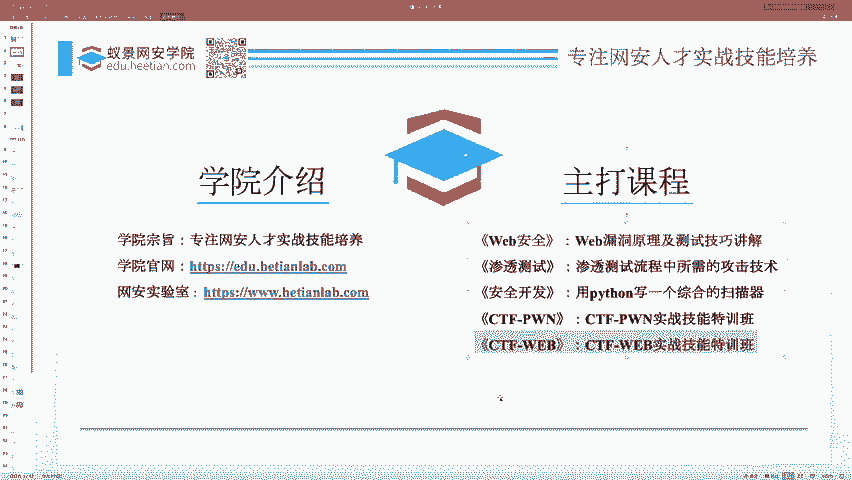 蚁景网安学院
edu.heetian.com
专注网安人才实战技能培养
学院介绍
学院宗旨：专注网安人才实战技能培养
学院官网：https://edu.hetianlab.com
网安实验室：https://www.hetianlab.com
主打课程
《Web安全》：Web漏洞原理及测试技巧讲解
《渗透测试》：渗透测试流程中所需的攻击技术
《安全开发》：用python写一个综合的扫描器
《CTF-PWN》：CTF-PWN实战技能特训班
《CTF-WEB》：CTF-WEB实战技能特训班